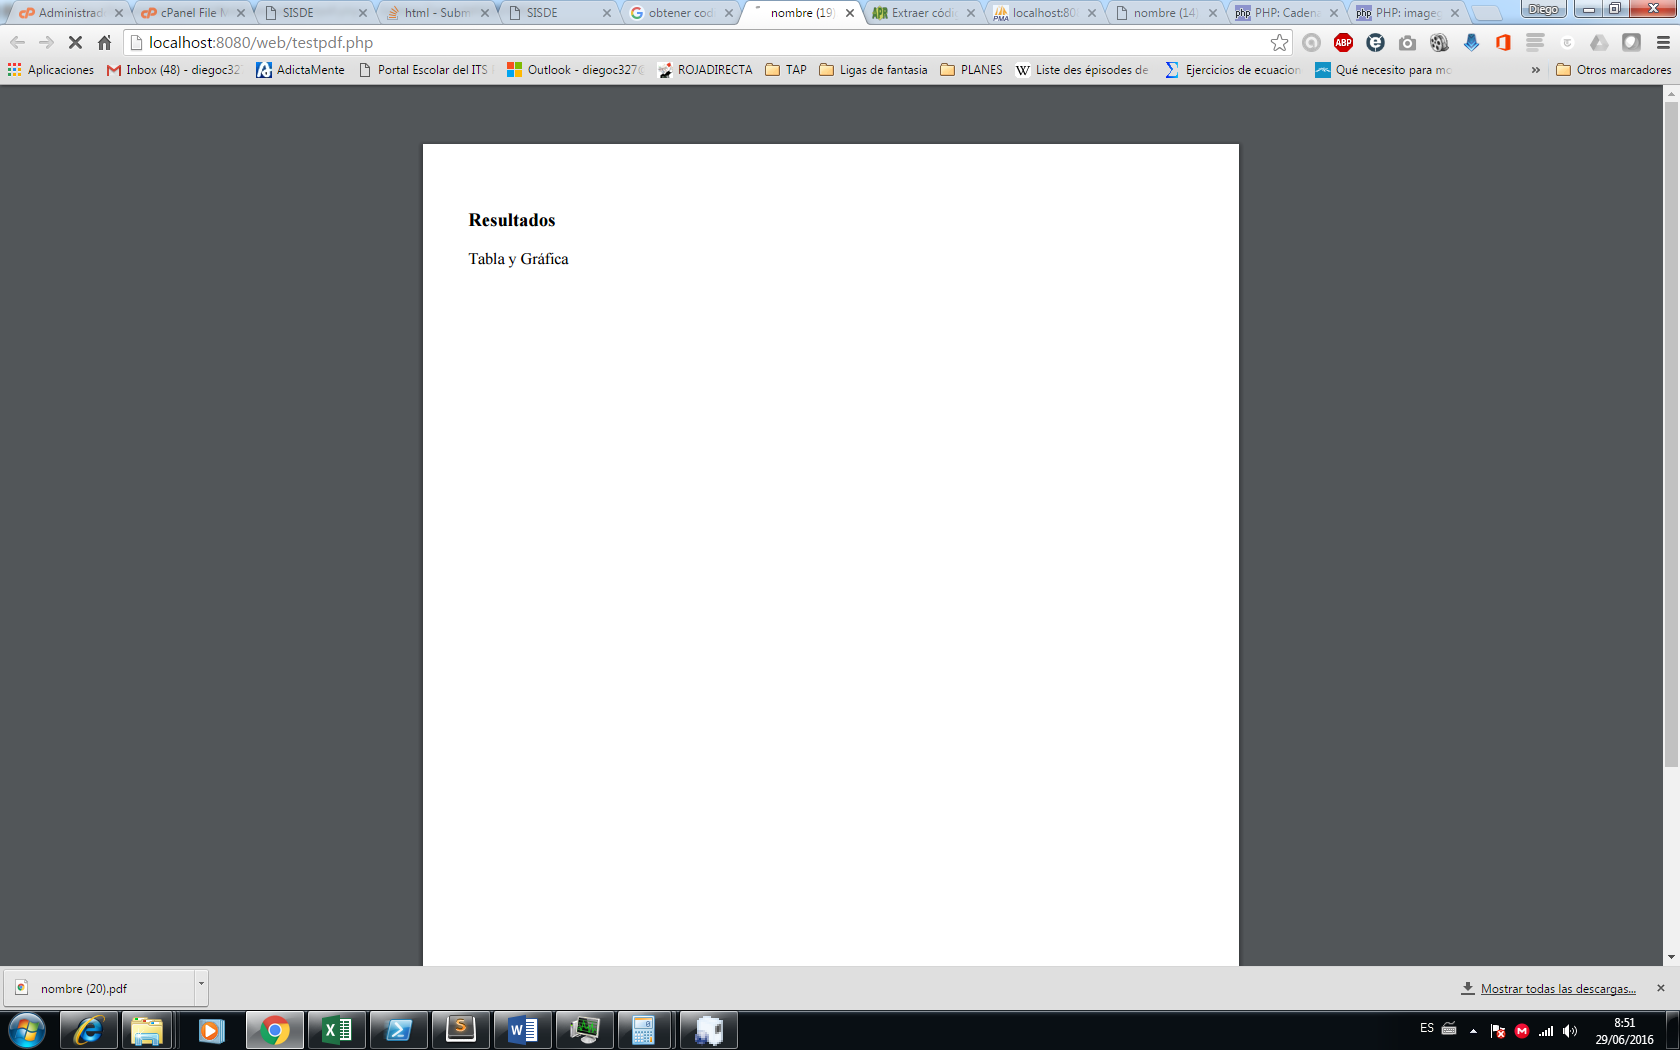 Administrad
cPanel File M
SISDE
html - Subm
SISDE
obtener cod
nombre (19)
Extraer códi
localhost:80
nombre (14)
PHP: Cadena
PHP: imagec
Diego
localhost:8080/web/testpdf.php
Aplicaciones
Inbox (48) - diegoc327
AdictaMente
Portal Escolar del ITS
Outlook - diegoc327@
ROJADIRECTA
TAP
Ligas de fantasia
PLANES
Liste des épisodes de
Ejercicios de ecuacion
Qué necesito para mo
»
Otros marcadores
Resultados
Tabla y Gráfica
nombre (20).pdf
Mostrar todas las descargas...
ES
8:51
29/06/2016